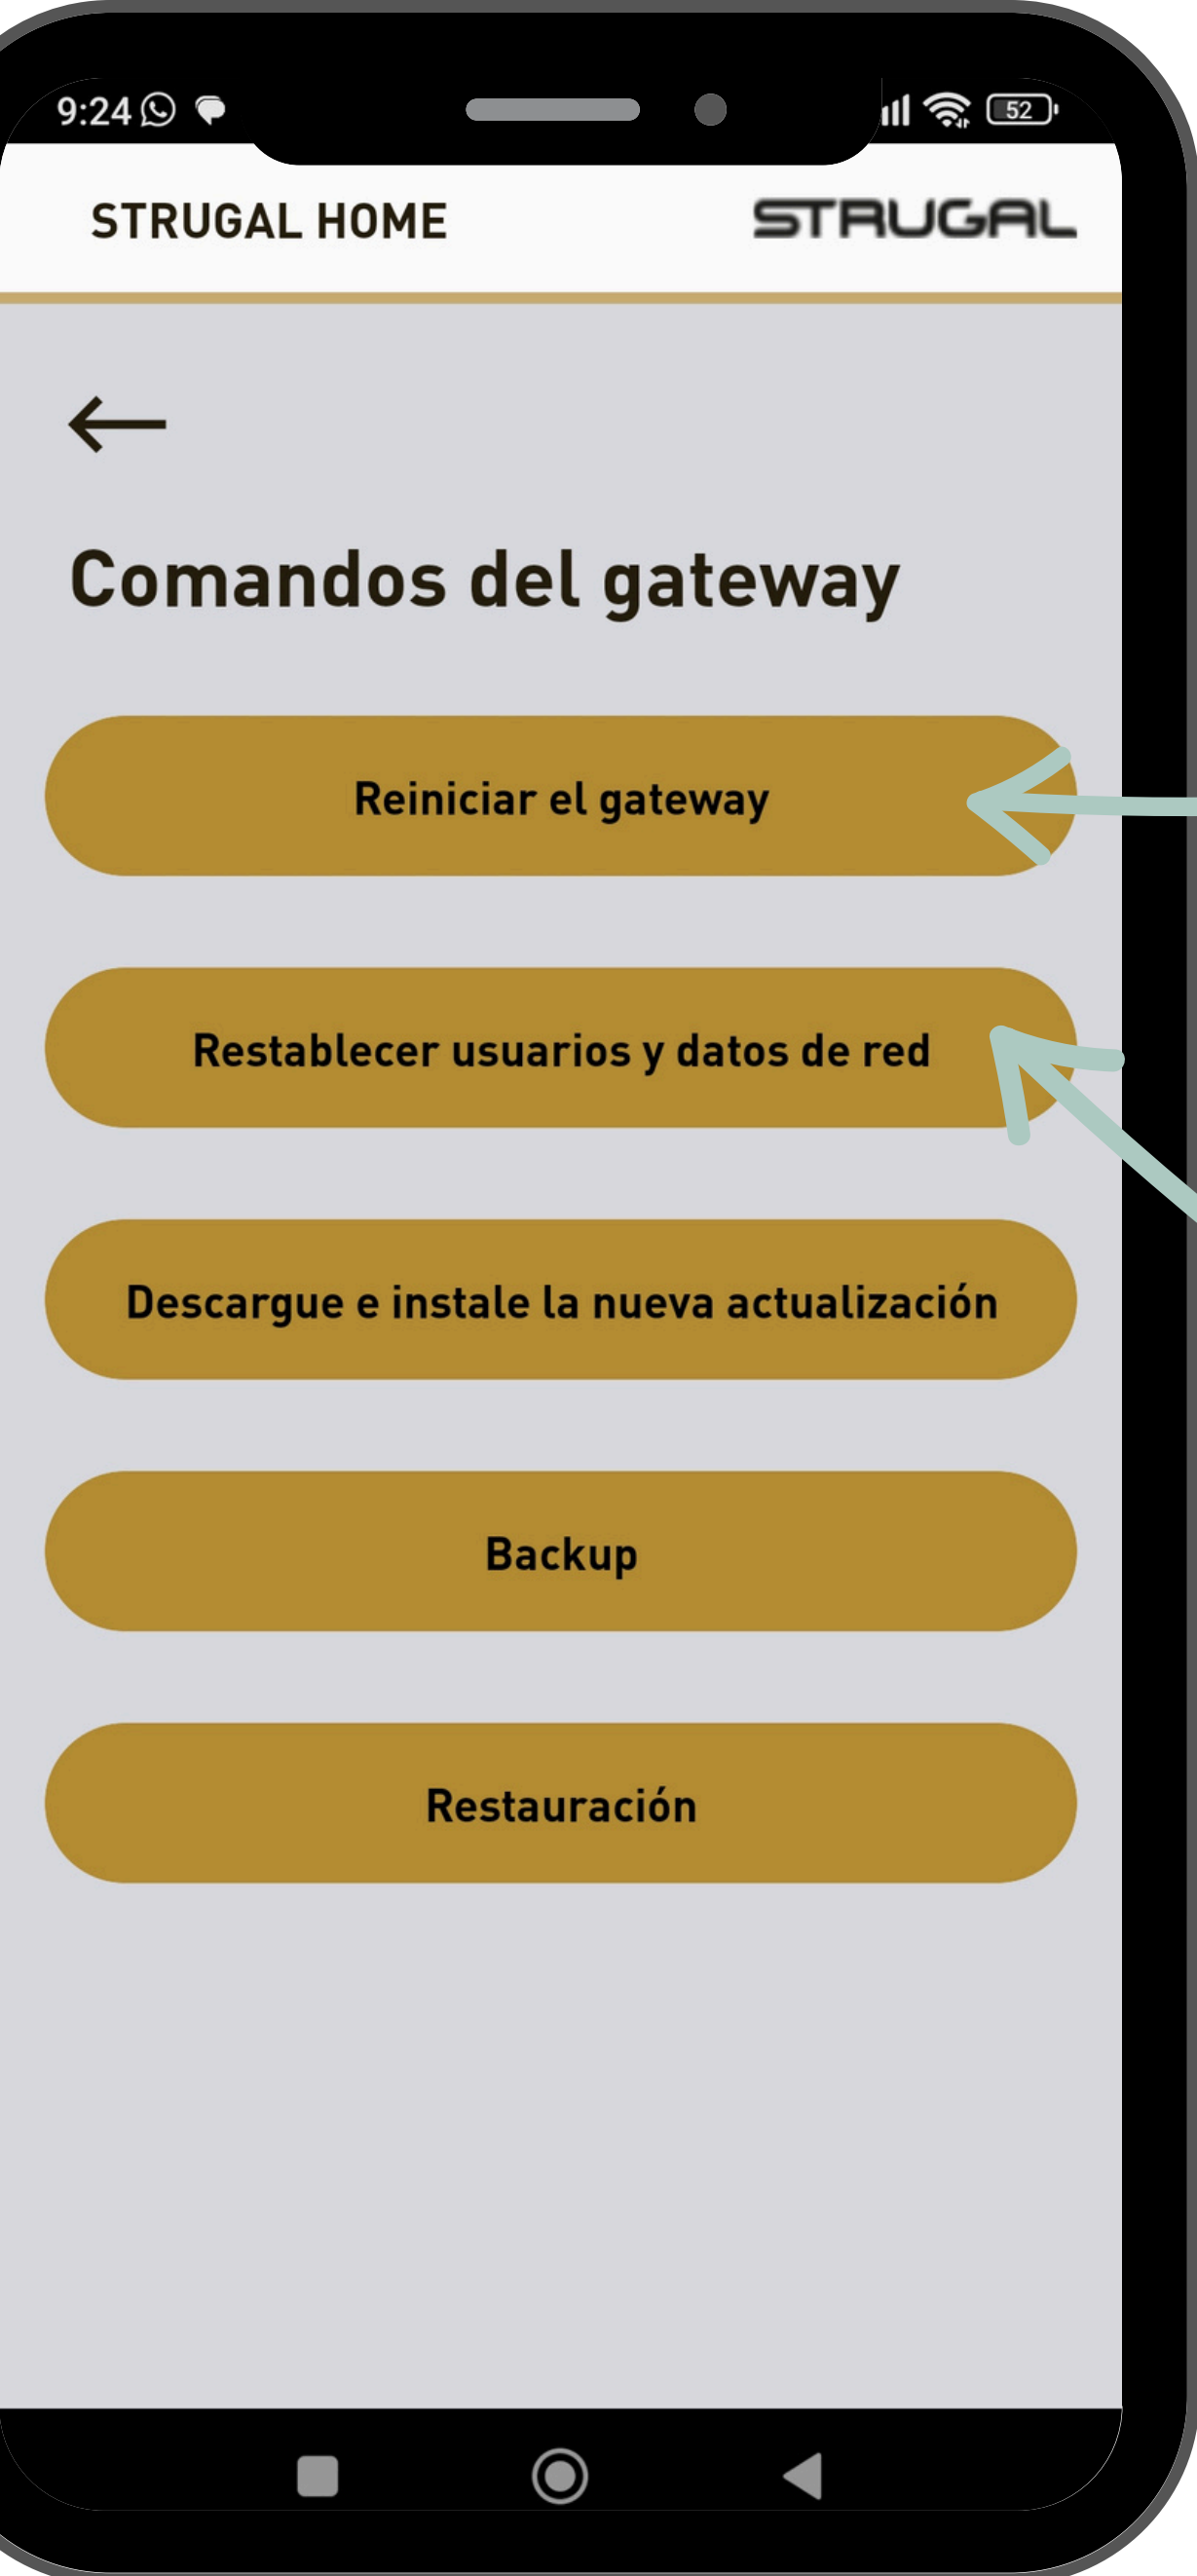 9:24
52
STRUGAL HOME
STRUGAL
Comandos del gateway
Reiniciar el gateway
Restablecer usuarios y datos de red
Descargue e instale la nueva actualización
Backup
Restauración